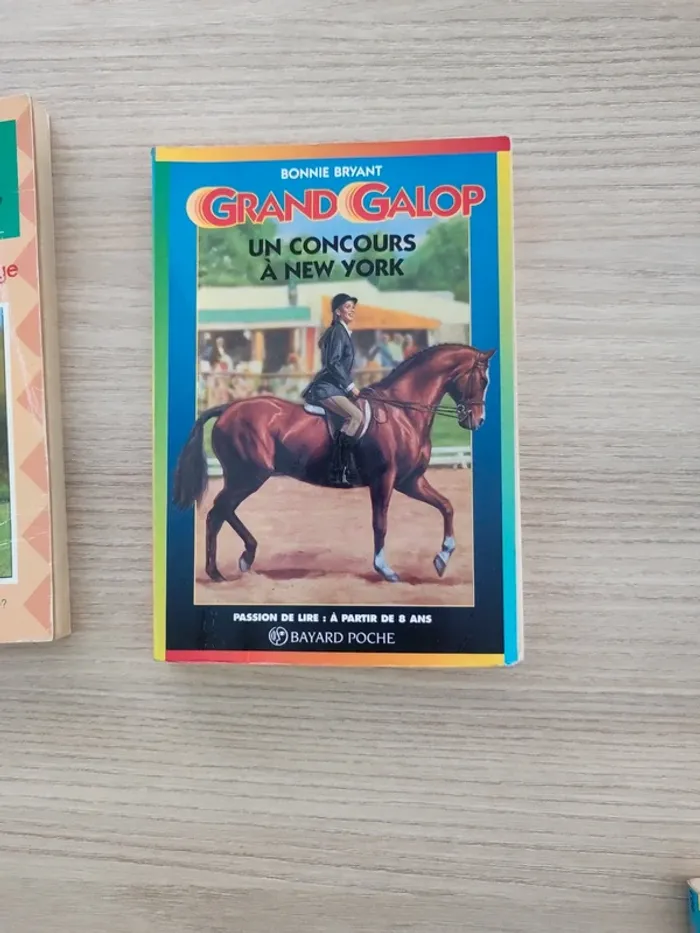 BONNIE BRYANT
GRAND GALOP
UN CONCOURS
À NEW YORK
PASSION DE LIRE : À PARTIR DE 8 ANS
BAYARD POCHE